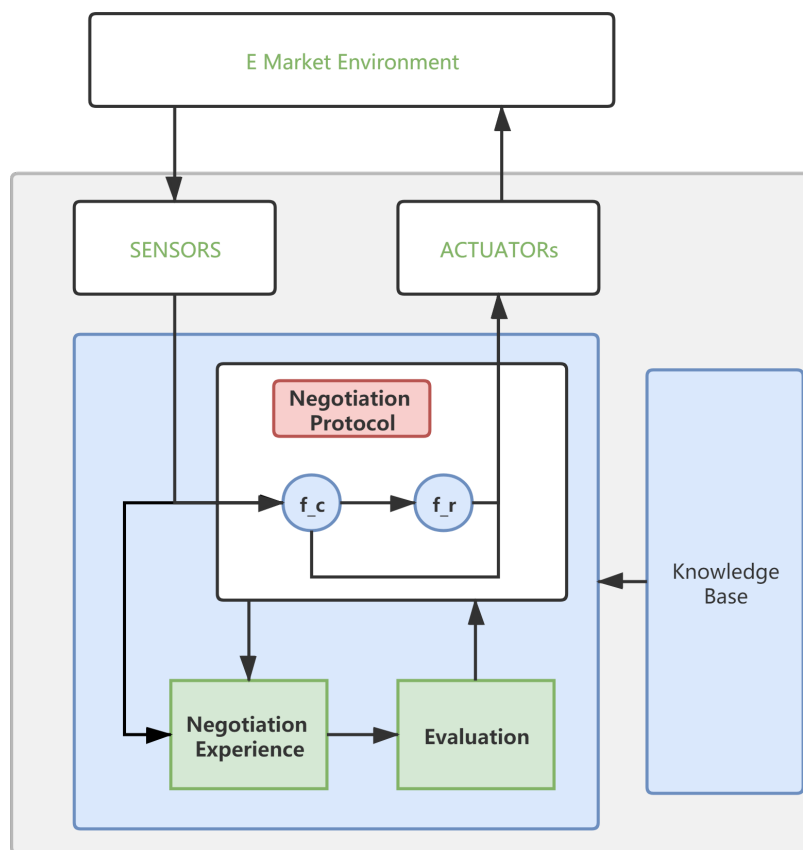 E Market Environment
SENSORS
ACTUATORs
Negotiation
Protocol
f_c
f_r
Knowledge
Base
Negotiation
Experience
Evaluation